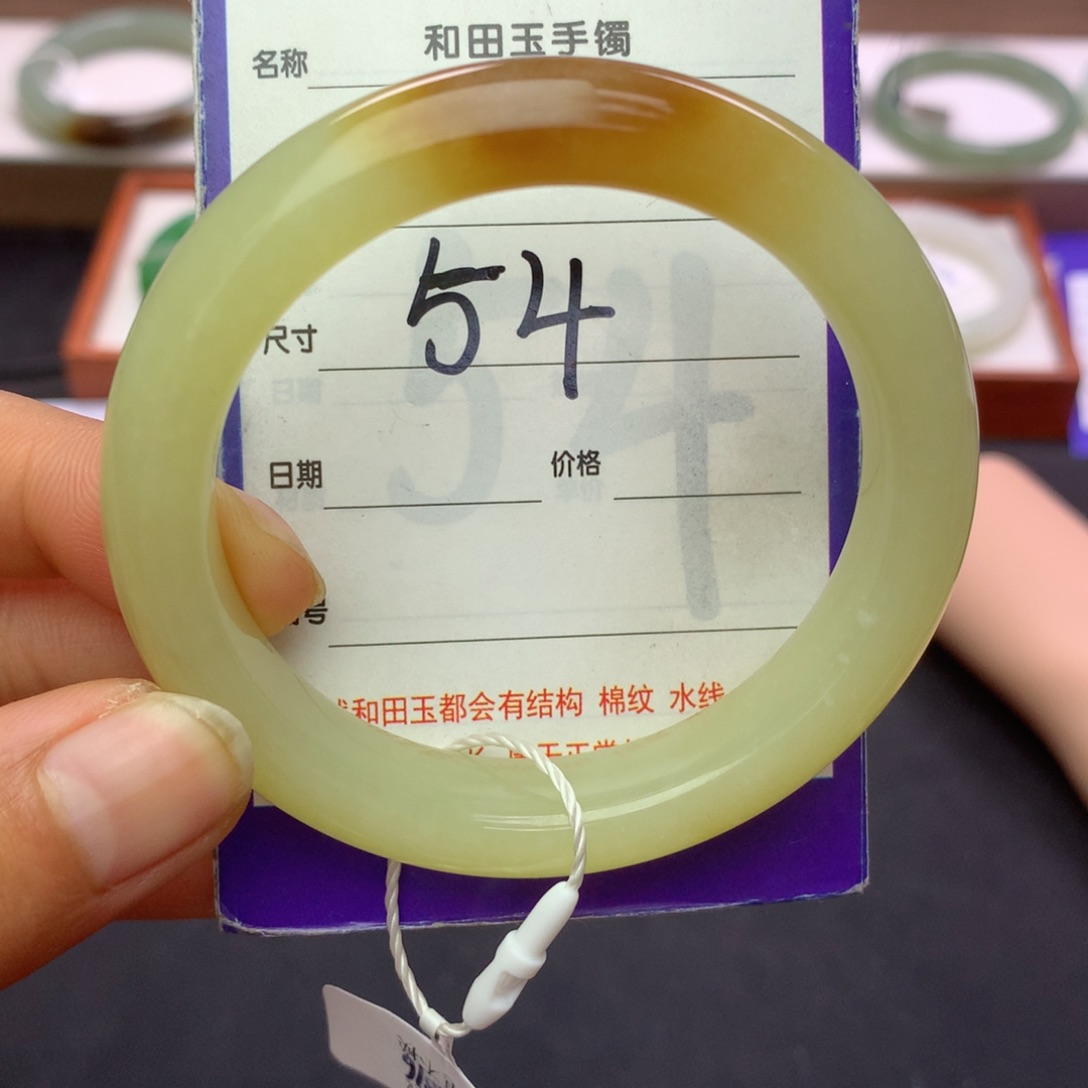 名称 和田玉手镯
尺寸 54
日期 价格
号
和田玉都会有结构 棉纹 水线